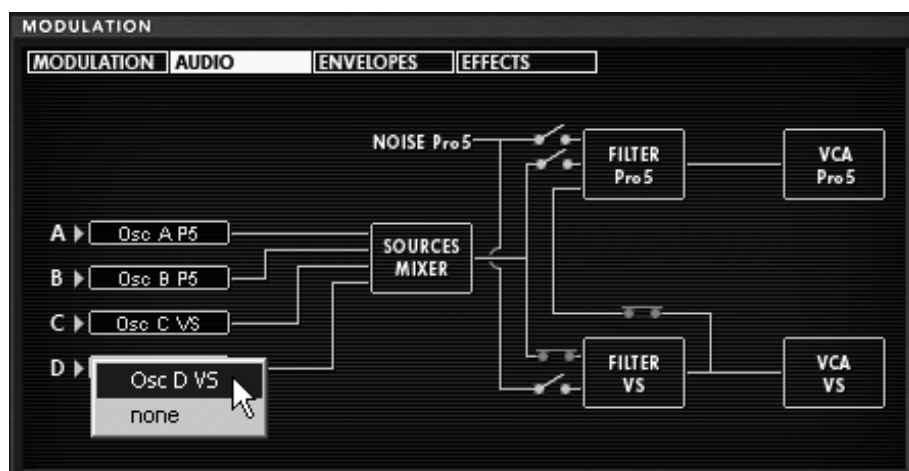 MODULATION
MODULATION AUDIO ENVELOPES EFFECTS
NOISE Pro5
FILTER
Pro5
VCA
Pro5
A Osc A P5
B Osc B P5
C Osc C VS
D
SOURCES
MIXER
Osc D VS
none
FILTER
VS
VCA
VS